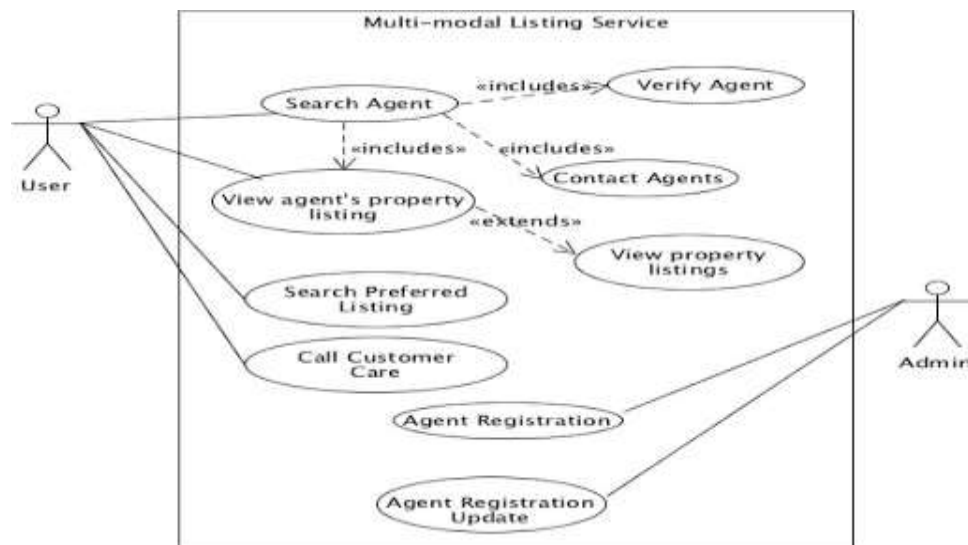 Multi-modal Listing Service
Search Agent
«includes»
Verify Agent
«includes»
«includes»
Contact Agents
User
View agent's property
listing
«extends»
View property
listings
Search Preferred
Listing
Call Customer
Care
Admin
Agent Registration
Agent Registration
Update